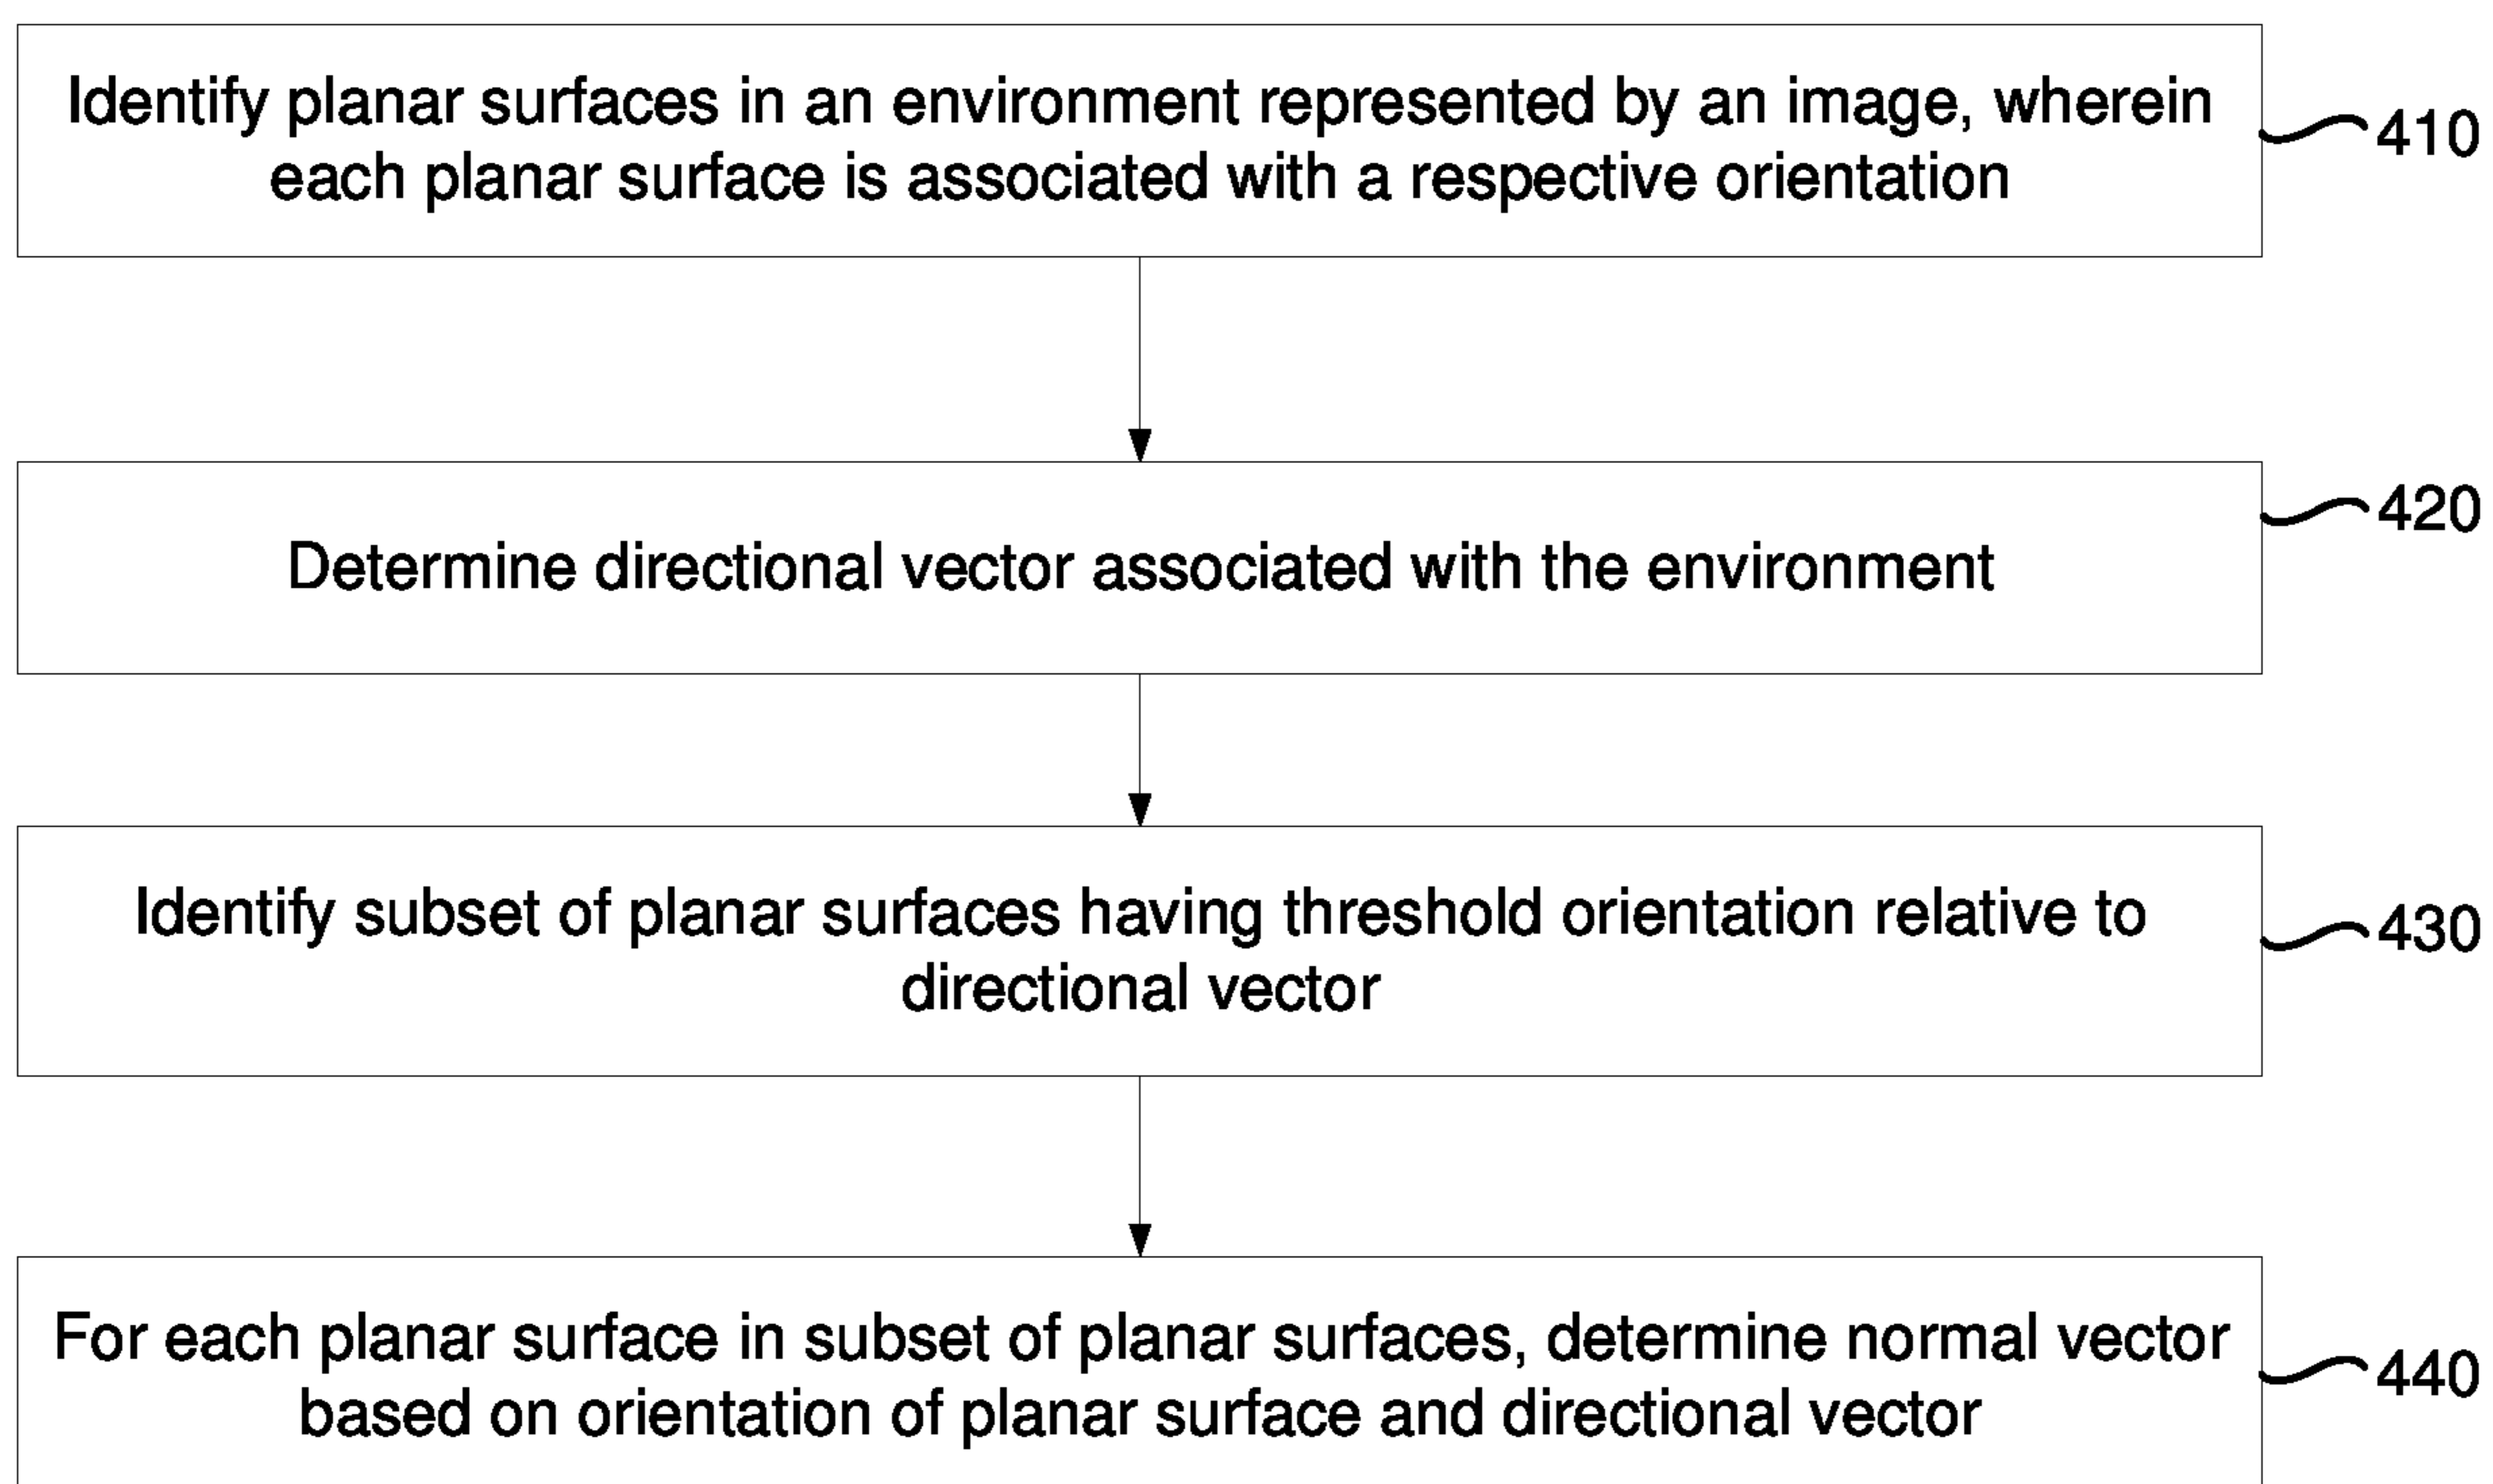 Identify planar surfaces in an environment represented by an image, wherein
each planar surface is associated with a respective orientation
410
Determine directional vector associated with the environment
420
Identify subset of planar surfaces having threshold orientation relative to
directional vector
430
For each planar surface in subset of planar surfaces, determine normal vector
based on orientation of planar surface and directional vector
440